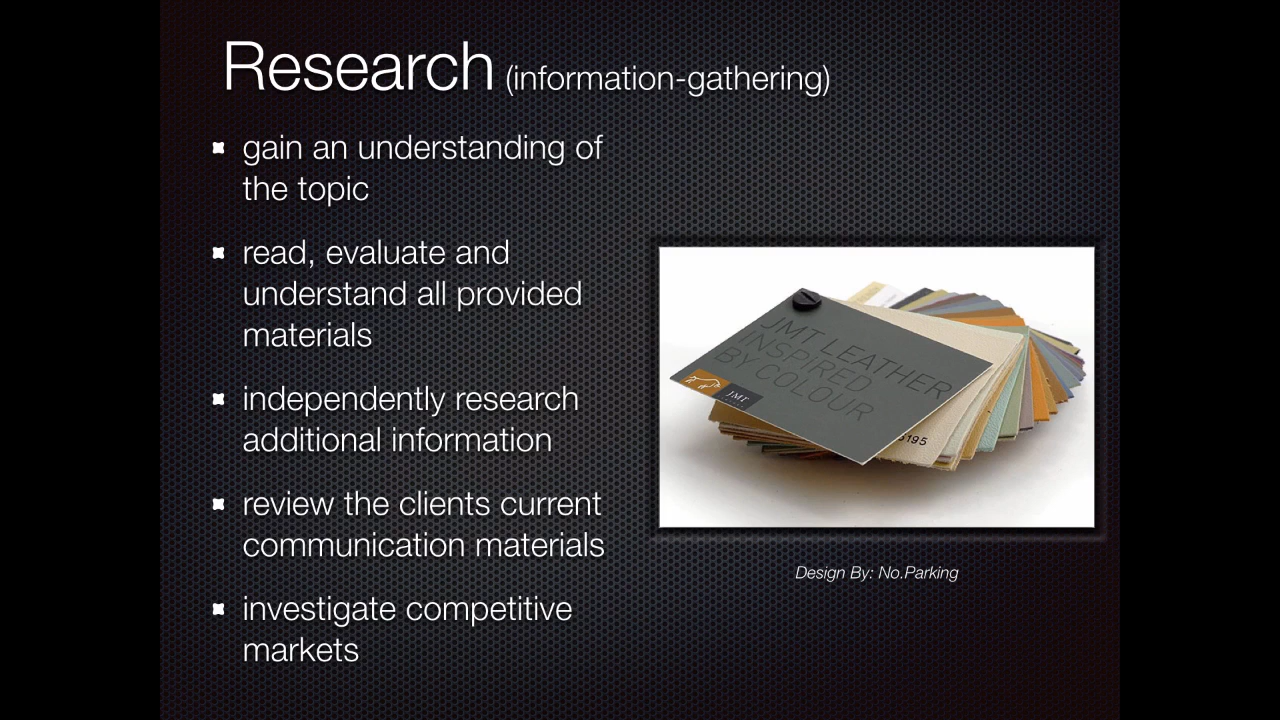 Research (information-gathering)
gain an understanding of
the topic
read, evaluate and
understand all provided
materials
independently research
additional information
review the clients current
communication materials
investigate competitive
markets
JMT LEATHER
INSPIRED
BY COLOUR
JMT
Design By: No.Parking